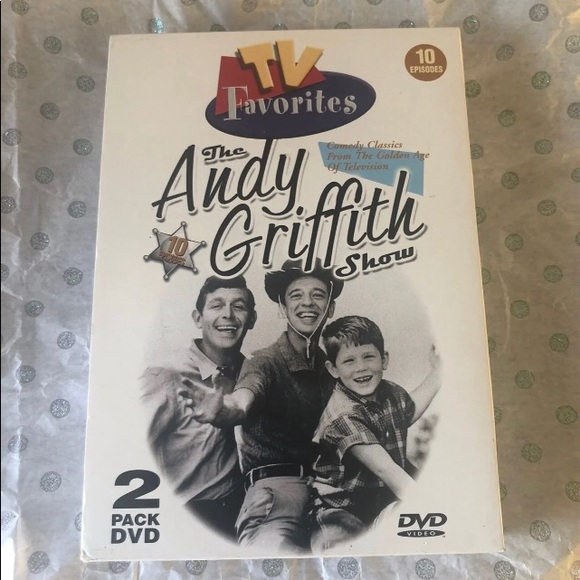 TV
Favorites
10
EPISODES
Comedy Classics
From The Golden Age
Of Television
The
Andy
Griffith
Show
10
2
PACK
DVD
DVD
VIDEO